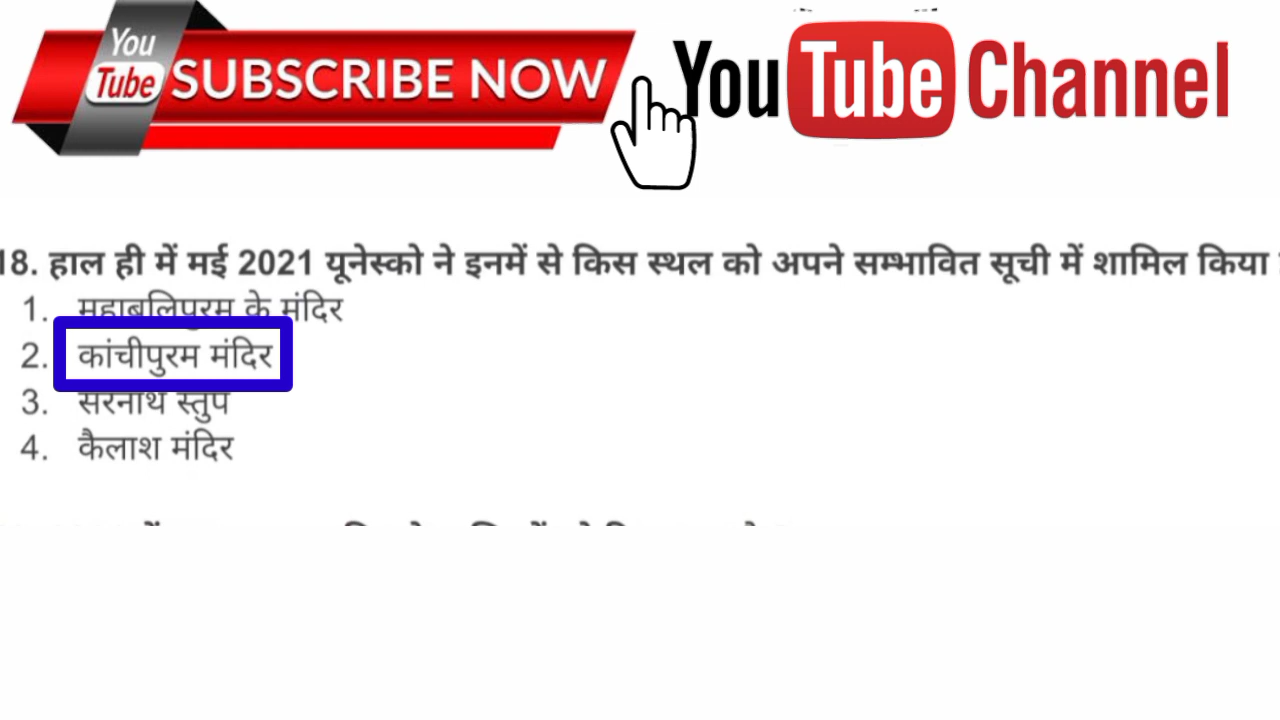 You
Tube SUBSCRIBE NOW
YouTube Channel
18. हाल ही में मई 2021 यूनेस्को ने इनमें से किस स्थल को अपने सम्भावित सूची में शामिल किया
1. महाबलिपुरम के मंदिर
2. कांचीपुरम मंदिर
3. सरनाथ स्तुप
4. कैलाश मंदिर